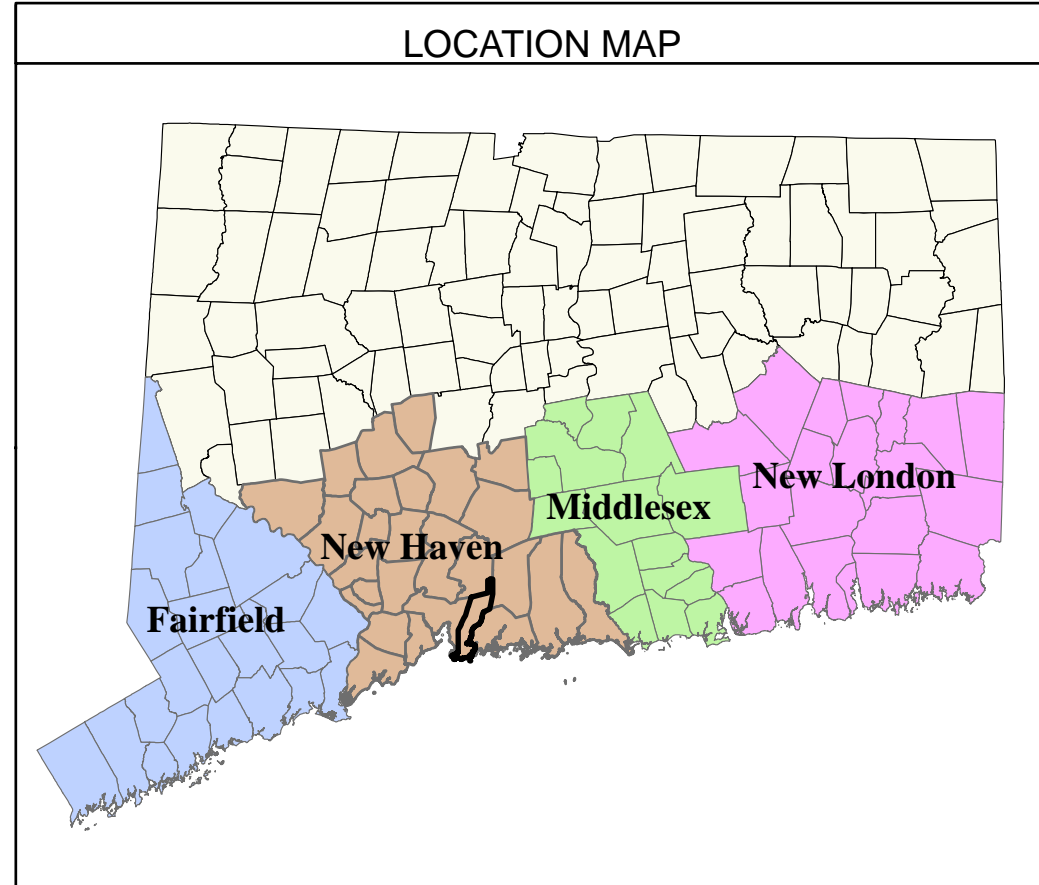 LOCATION MAP
New London
Middlesex
New Haven
Fairfield